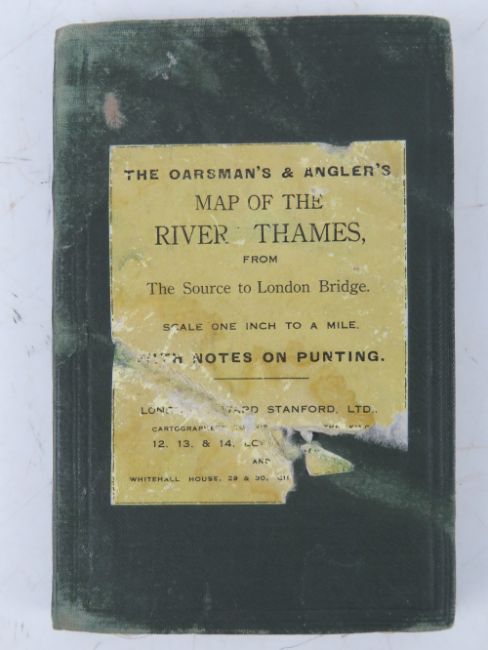 THE OARSMAN'S & ANGLER'S
MAP OF THE
RIVER THAMES,
FROM
The Source to London Bridge.
SCALE ONE INCH TO A MILE.
WITH NOTES ON PUNTING.
STANFORD, LTD.,
12, 13, & 14,
AND
WHITEHALL HOUSE, 29 & 30,